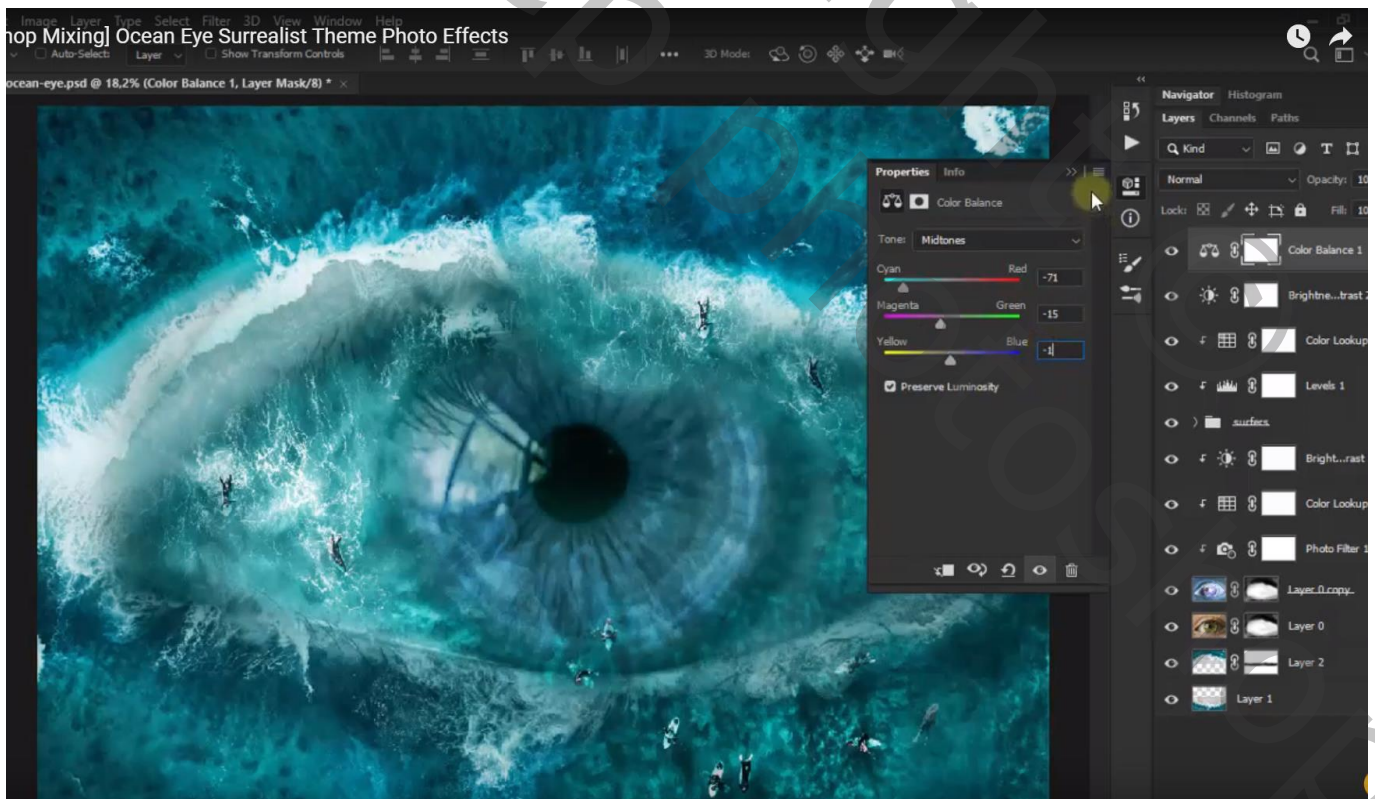 Image Layer Type Select Filter 3D View Window Help
hop Mixing] Ocean Eye Surrealist Theme Photo Effects
Auto-Select: Layer Show Transform Controls 3D Mode:
ocean-eye.psd @ 18,2% (Color Balance 1, Layer Mask/8) *
Navigator Histogram
Layers Channels Paths
Kind
Normal Opacity: 10
Lock: Fill: 10
Properties Info
Color Balance
Tone: Midtones
Cyan Red -71
Magenta Green -15
Yellow Blue -1
Preserve Luminosity
Color Balance 1
Brightne...trast 2
Color Lookup
Levels 1
surfers
Bright...rast
Color Lookup
Photo Filter 1
Layer 0 copy
Layer 0
Layer 2
Layer 1